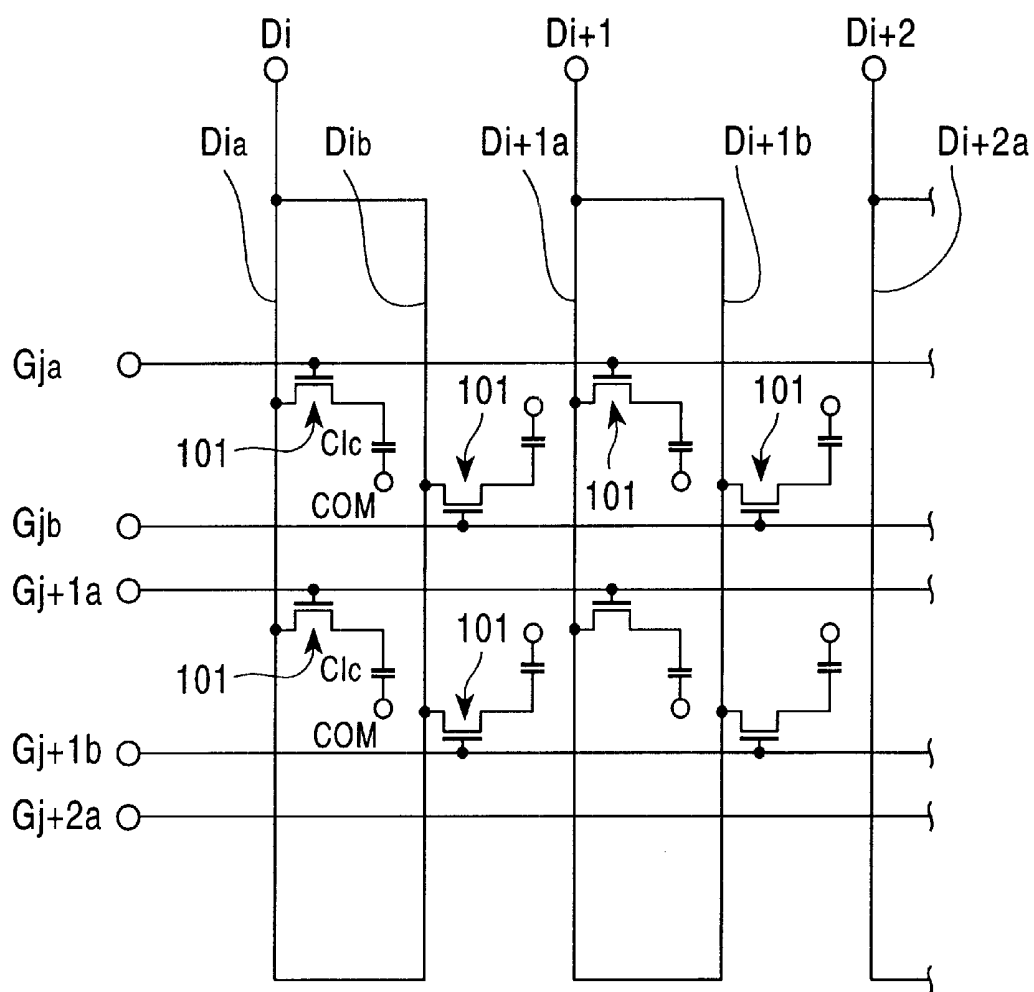 Di Di+1 Di+2
Dia Dib Di+1a Di+1b Di+2a
Gja
101 101
101 Clc 101
COM
Gjb
Gj+1a
101
101 Clc
COM
Gj+1b
Gj+2a